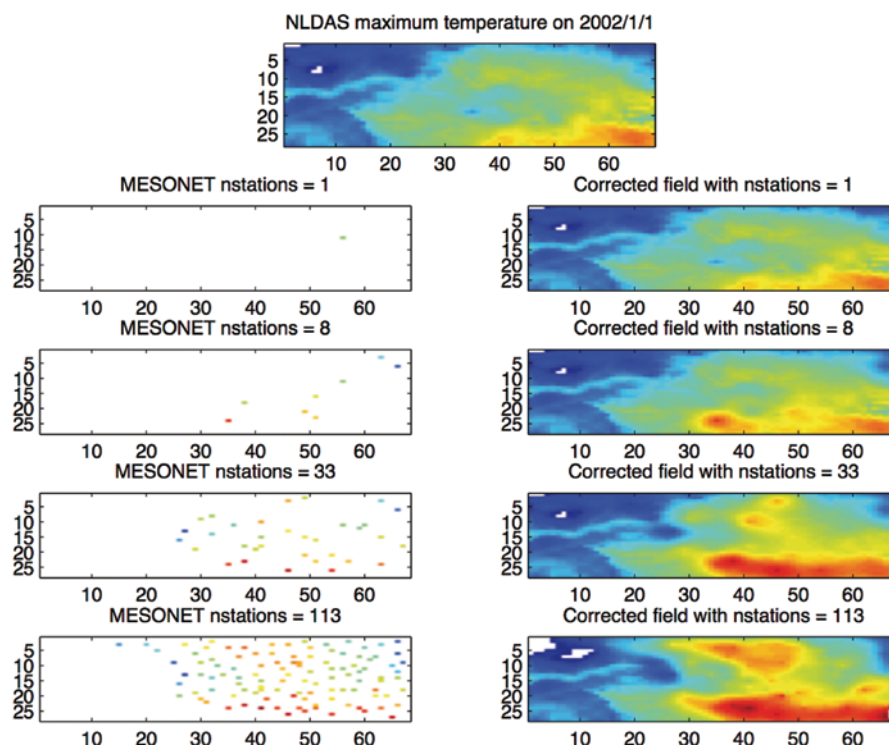 NLDAS maximum temperature on 2002/1/1
5
10
15
20
25
10 20 30 40 50 60
MESONET nstations = 1
5
10
15
20
25
10 20 30 40 50 60
Corrected field with nstations = 1
5
10
15
20
25
10 20 30 40 50 60
MESONET nstations = 8
5
10
15
20
25
10 20 30 40 50 60
Corrected field with nstations = 8
5
10
15
20
25
10 20 30 40 50 60
MESONET nstations = 33
5
10
15
20
25
10 20 30 40 50 60
Corrected field with nstations = 33
5
10
15
20
25
10 20 30 40 50 60
MESONET nstations = 113
5
10
15
20
25
10 20 30 40 50 60
Corrected field with nstations = 113
5
10
15
20
25
10 20 30 40 50 60